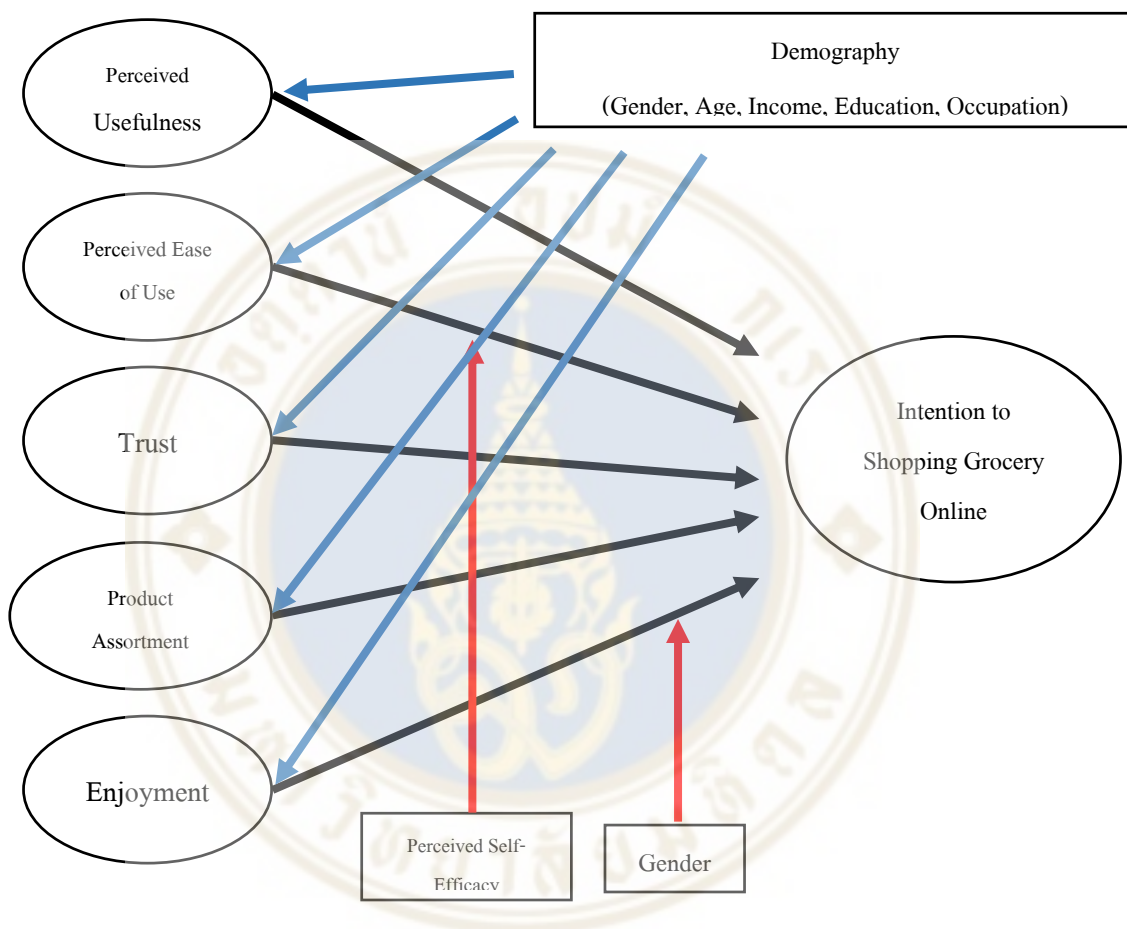 Perceived
Usefulness
Demography
(Gender, Age, Income, Education, Occupation)
Perceived Ease
of Use
Trust
Intention to
Shopping Grocery
Online
Product
Assortment
Enjoyment
Perceived Self-
Efficacy
Gender